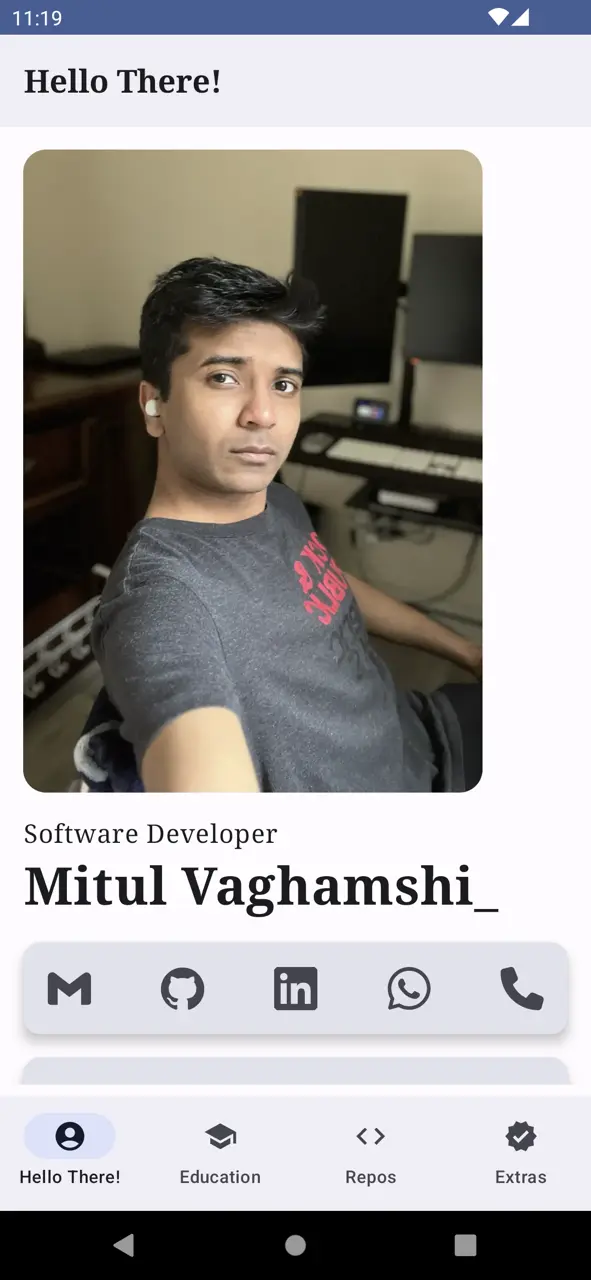 11:19
Hello There!
Software Developer
Mitul Vaghamshi_
Hello There!
Education
Repos
Extras